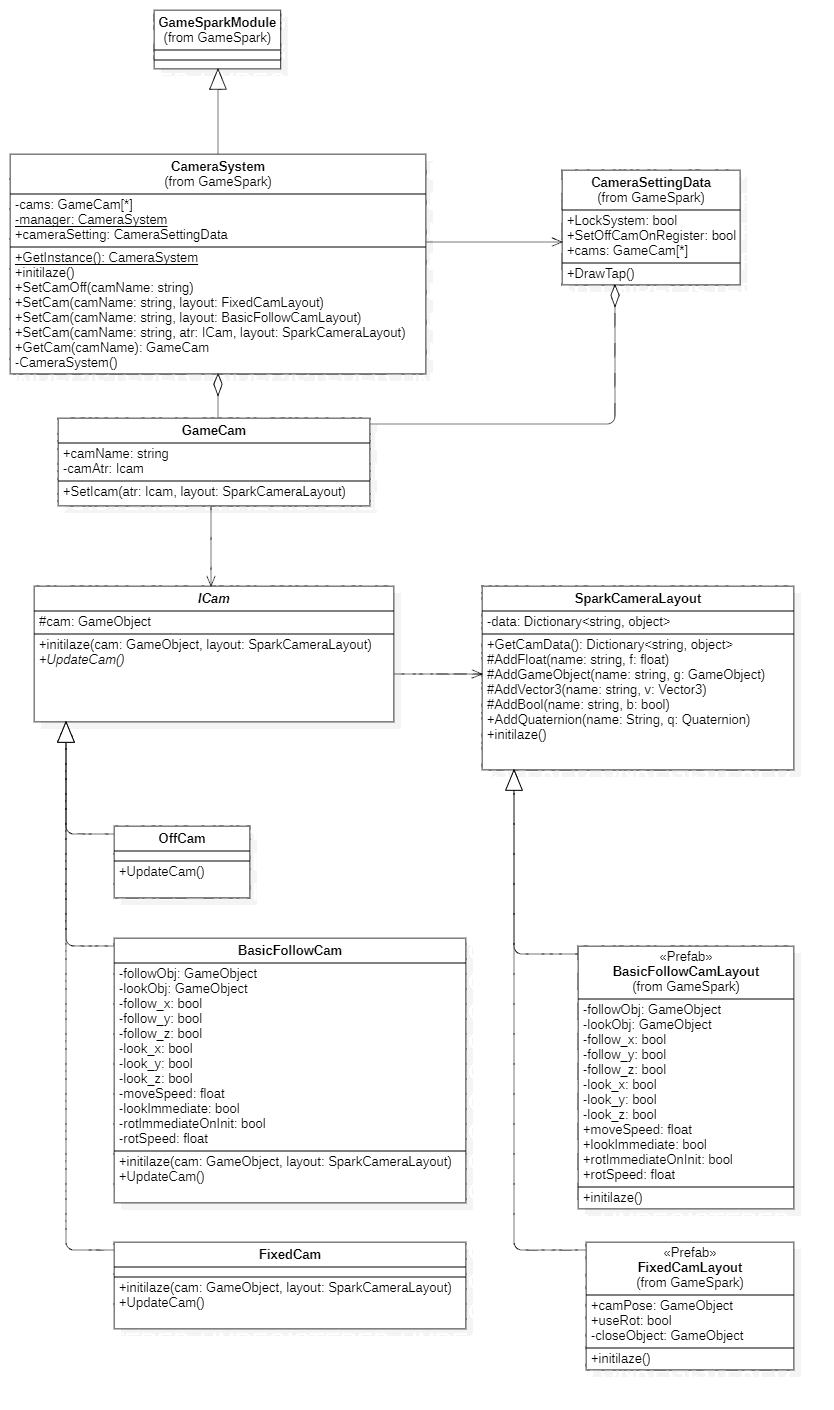 GameSparkModule
(from GameSpark)
CameraSystem
(from GameSpark)
-cams: GameCam[*]
-manager: CameraSystem
+cameraSetting: CameraSettingData
+GetInstance(): CameraSystem
+initilaze()
+SetCamOff(camName: string)
+SetCam(camName: string, layout: FixedCamLayout)
+SetCam(camName: string, layout: BasicFollowCamLayout)
+SetCam(camName: string, atr: ICam, layout: SparkCameraLayout)
+GetCam(camName): GameCam
-CameraSystem()
CameraSettingData
(from GameSpark)
+LockSystem: bool
+SetOffCamOnRegister: bool
+cams: GameCam[*]
+DrawTap()
GameCam
+camName: string
-camAtr: Icam
+SetIcam(atr: Icam, layout: SparkCameraLayout)
ICam
#cam: GameObject
+initilaze(cam: GameObject, layout: SparkCameraLayout)
+UpdateCam()
SparkCameraLayout
-data: Dictionary<string, object>
+GetCamData(): Dictionary<string, object>
#AddFloat(name: string, f: float)
#AddGameObject(name: string, g: GameObject)
#AddVector3(name: string, v: Vector3)
#AddBool(name: string, b: bool)
+AddQuaternion(name: String, q: Quaternion)
+initilaze()
OffCam
+UpdateCam()
BasicFollowCam
-followObj: GameObject
-lookObj: GameObject
-follow_x: bool
-follow_y: bool
-follow_z: bool
-look_x: bool
-look_y: bool
-look_z: bool
-moveSpeed: float
-lookImmediate: bool
-rotImmediateOnInit: bool
-rotSpeed: float
+initilaze(cam: GameObject, layout: SparkCameraLayout)
+UpdateCam()
«Prefab»
BasicFollowCamLayout
(from GameSpark)
-followObj: GameObject
-lookObj: GameObject
-follow_x: bool
-follow_y: bool
-follow_z: bool
-look_x: bool
-look_y: bool
-look_z: bool
+moveSpeed: float
+lookImmediate: bool
+rotImmediateOnInit: bool
+rotSpeed: float
+initilaze()
FixedCam
+initilaze(cam: GameObject, layout: SparkCameraLayout)
+UpdateCam()
«Prefab»
FixedCamLayout
(from GameSpark)
+camPose: GameObject
+useRot: bool
-closeObject: GameObject
+initilaze()